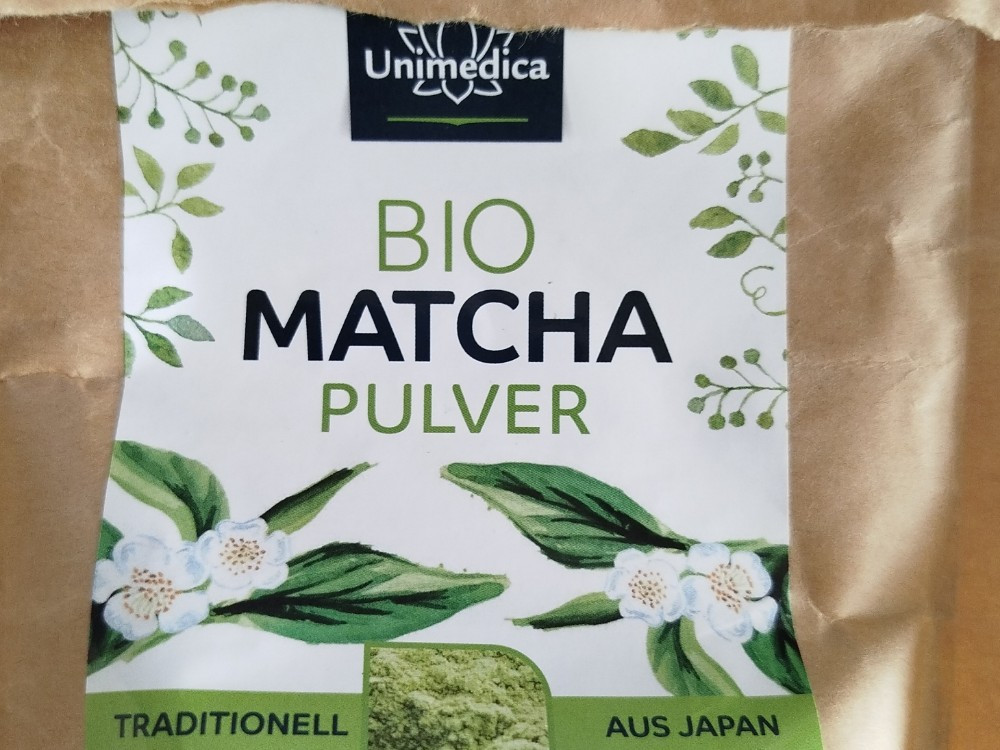 Unimedica
BIO
MATCHA
PULVER
TRADITIONELL
AUS JAPAN